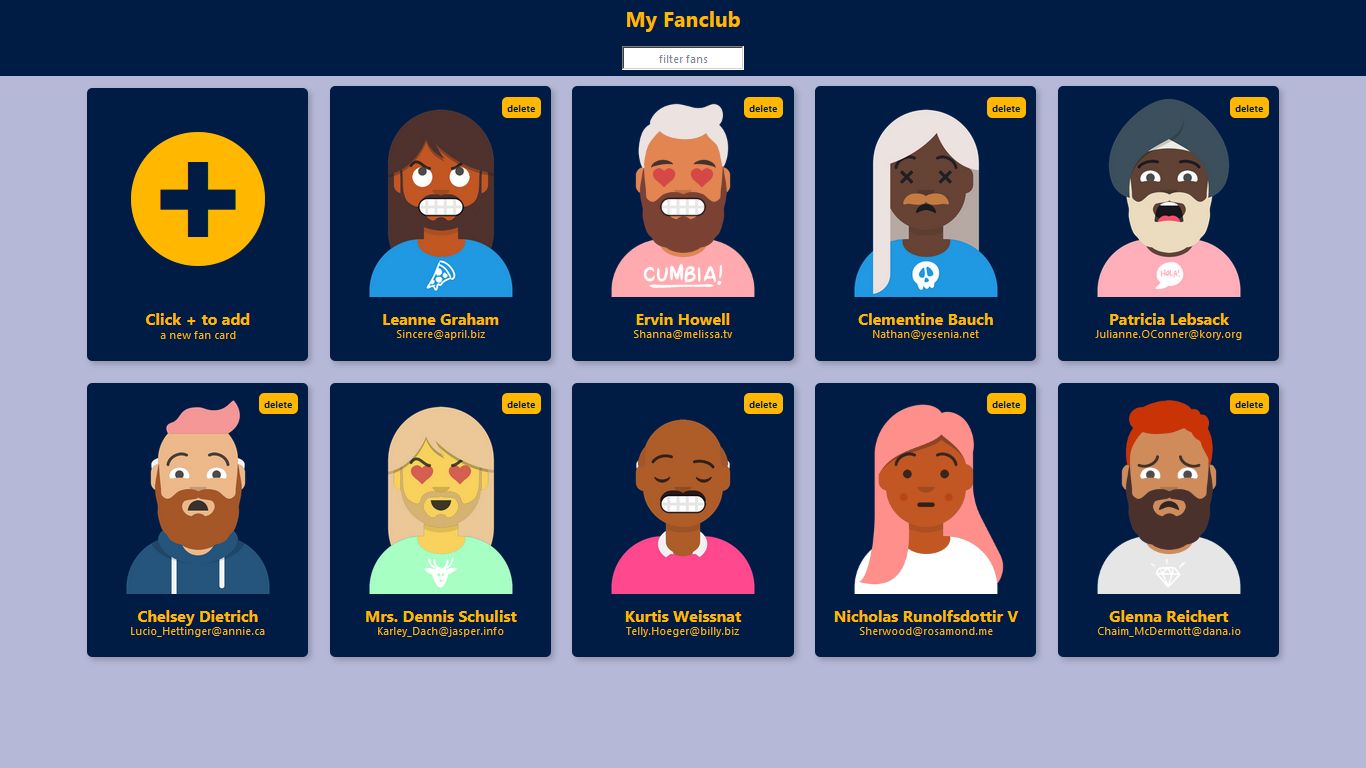 My Fanclub
filter fans
Click + to add
a new fan card
delete
CUMBIA!
Leanne Graham
Sincere@april.biz
delete
Ervin Howell
Shanna@melissa.tv
delete
Clementine Bauch
Nathan@yesenia.net
delete
HOLA!
Patricia Lebsack
Julianne.OConner@kory.org
delete
Chelsey Dietrich
Lucio_Hettinger@annie.ca
delete
Mrs. Dennis Schulist
Karley_Dach@jasper.info
delete
Kurtis Weissnat
Telly.Hoeger@billy.biz
delete
Nicholas Runolfsdottir V
Sherwood@rosamond.me
delete
Glenna Reichert
Chaim_McDermott@dana.io